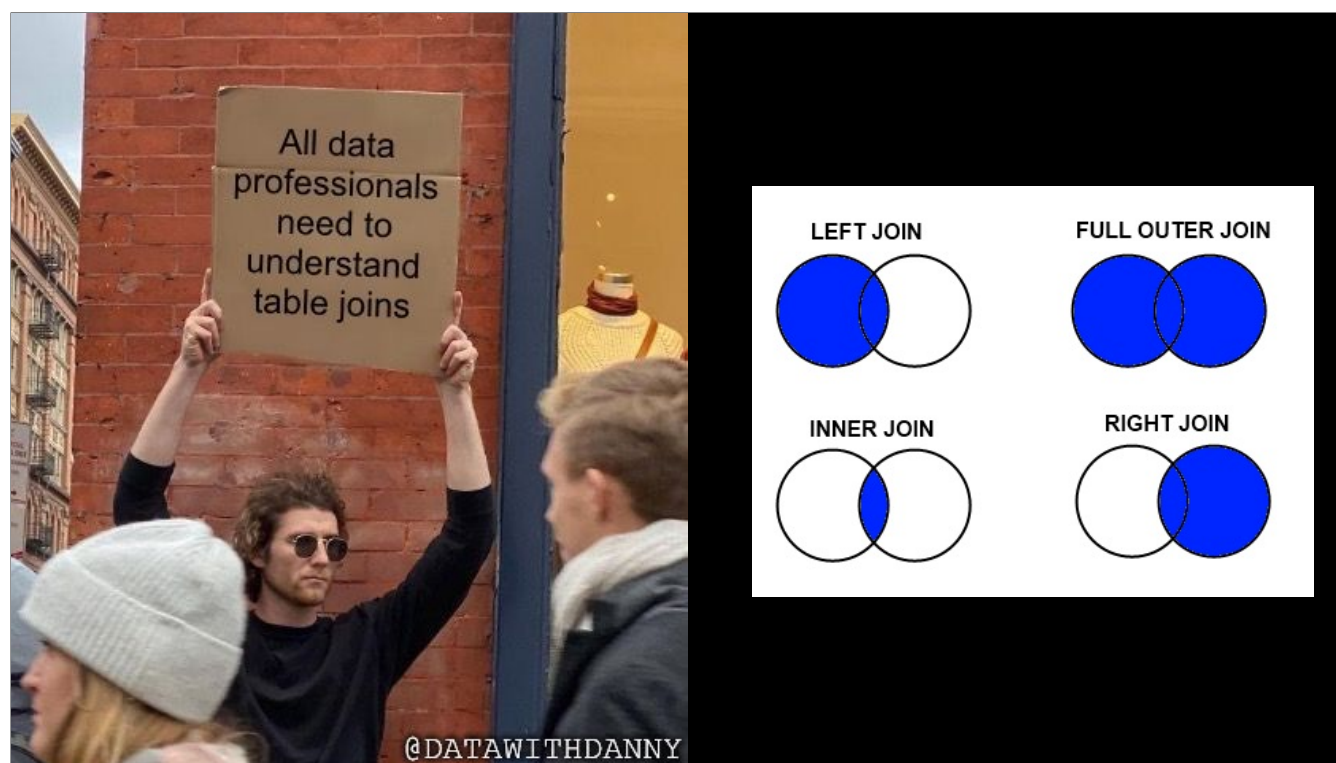 All data
professionals
need to
understand
table joins
@DATAWITHDANNY
LEFT JOIN
FULL OUTER JOIN
INNER JOIN
RIGHT JOIN